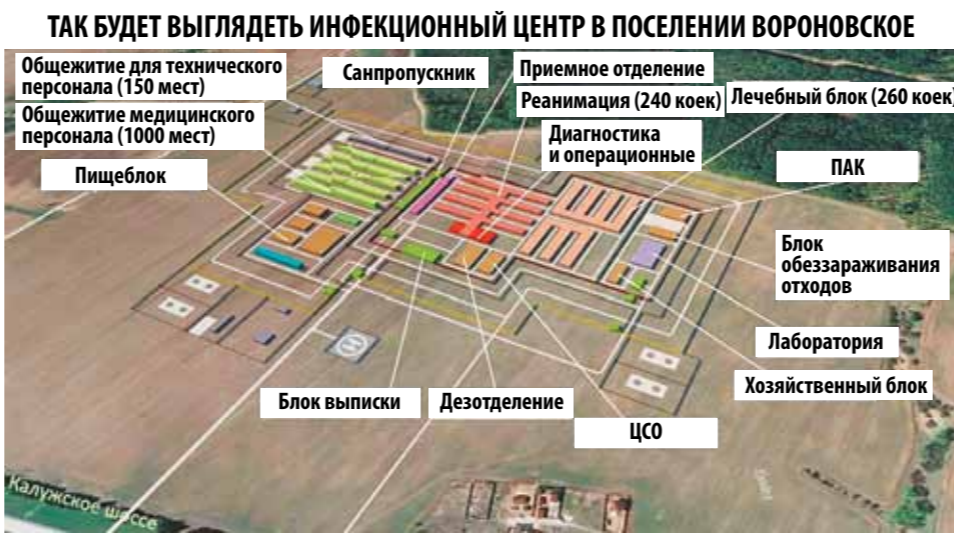 ТАК БУДЕТ ВЫГЛЯДЕТЬ ИНФЕКЦИОННЫЙ ЦЕНТР В ПОСЕЛЕНИИ ВОРОНОВСКОЕ
Общежитие для технического
персонала (150 мест)
Санпропускник
Приемное отделение
Реанимация (240 коек)
Лечебный блок (260 коек)
Общежитие медицинского
персонала (1000 мест)
Диагностика
и операционные
ПАК
Пищеблок
Блок
обеззараживания
отходов
Лаборатория
Хозяйственный блок
Блок выписки
Дезотделение
ЦСО
Калужское шоссе